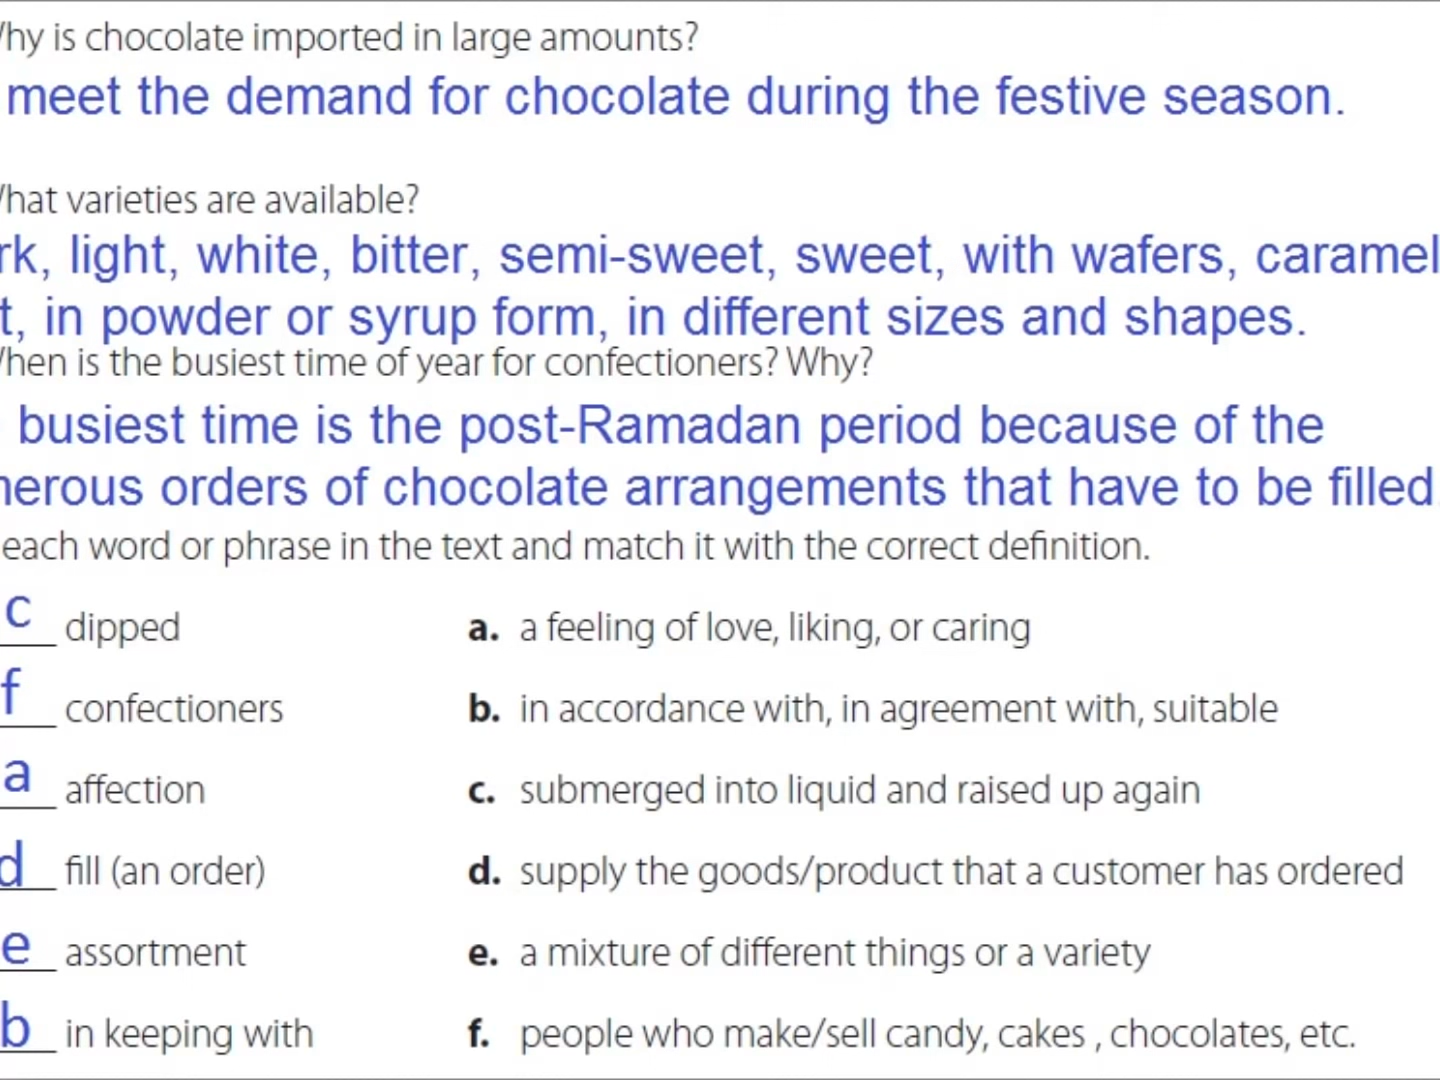 hy is chocolate imported in large amounts?
meet the demand for chocolate during the festive season.
hat varieties are available?
rk, light, white, bitter, semi-sweet, sweet, with wafers, caramel
t, in powder or syrup form, in different sizes and shapes.
hen is the busiest time of year for confectioners? Why?
busiest time is the post-Ramadan period because of the
erous orders of chocolate arrangements that have to be filled.
each word or phrase in the text and match it with the correct definition.
c dipped a. a feeling of love, liking, or caring
f confectioners b. in accordance with, in agreement with, suitable
a affection c. submerged into liquid and raised up again
d fill (an order) d. supply the goods/product that a customer has ordered
e assortment e. a mixture of different things or a variety
b in keeping with f. people who make/sell candy, cakes , chocolates, etc.